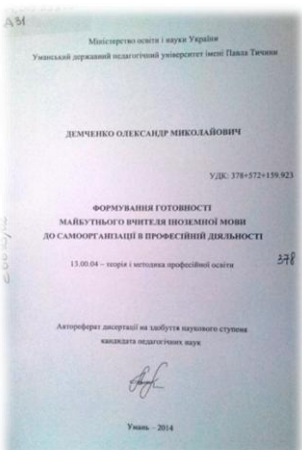 А31
Міністерство освіти і науки України
Уманський державний педагогічний університет імені Павла Тичини
ДЕМЧЕНКО ОЛЕКСАНДР МИКОЛАЙОВИЧ
УДК: 378+572+159.923
ФОРМУВАННЯ ГОТОВНОСТІ
МАЙБУТНЬОГО ВЧИТЕЛЯ ІНОЗЕМНОЇ МОВИ
ДО САМООРГАНІЗАЦІЇ В ПРОФЕСІЙНІЙ ДІЯЛЬНОСТІ
378
13.00.04 – теорія і методика професійної освіти
Автореферат дисертації на здобуття наукового ступеня
кандидата педагогічних наук
Умань – 2014